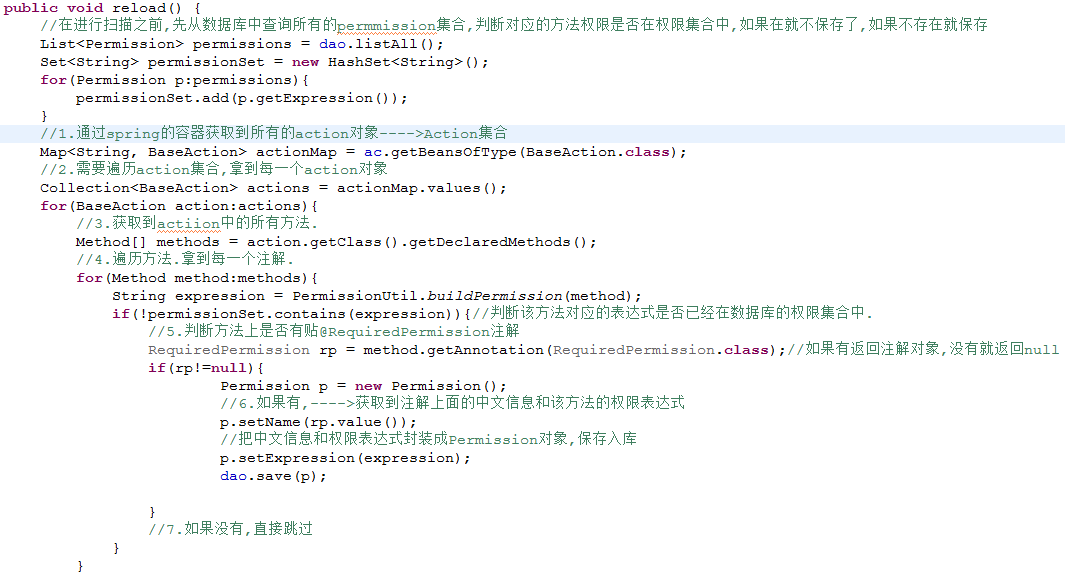 public void reload() {
//在进行扫描之前,先从数据库中查询所有的permmission集合,判断对应的方法权限是否在权限集合中,如果在就不保存了,如果不存在就保存
List<Permission> permissions = dao.listAll();
Set<String> permissionSet = new HashSet<String>();
for(Permission p:permissions){
permissionSet.add(p.getExpression());
}
//1.通过spring的容器获取到所有的action对象---->Action集合
Map<String, BaseAction> actionMap = ac.getBeansOfType(BaseAction.class);
//2.需要遍历action集合,拿到每一个action对象
Collection<BaseAction> actions = actionMap.values();
for(BaseAction action:actions){
//3.获取到actiion中的所有方法.
Method[] methods = action.getClass().getDeclaredMethods();
//4.遍历方法.拿到每一个注解.
for(Method method:methods){
String expression = PermissionUtil.buildPermission(method);
if(!permissionSet.contains(expression)){//判断该方法对应的表达式是否已经在数据库的权限集合中.
//5.判断方法上是否有贴@RequiredPermission注解
RequiredPermission rp = method.getAnnotation(RequiredPermission.class);//如果有返回注解对象,没有就返回null
if(rp!=null){
Permission p = new Permission();
//6.如果有,---->获取到注解上面的中文信息和该方法的权限表达式
p.setName(rp.value());
//把中文信息和权限表达式封装成Permission对象,保存入库
p.setExpression(expression);
dao.save(p);
}
//7.如果没有,直接跳过
}
}